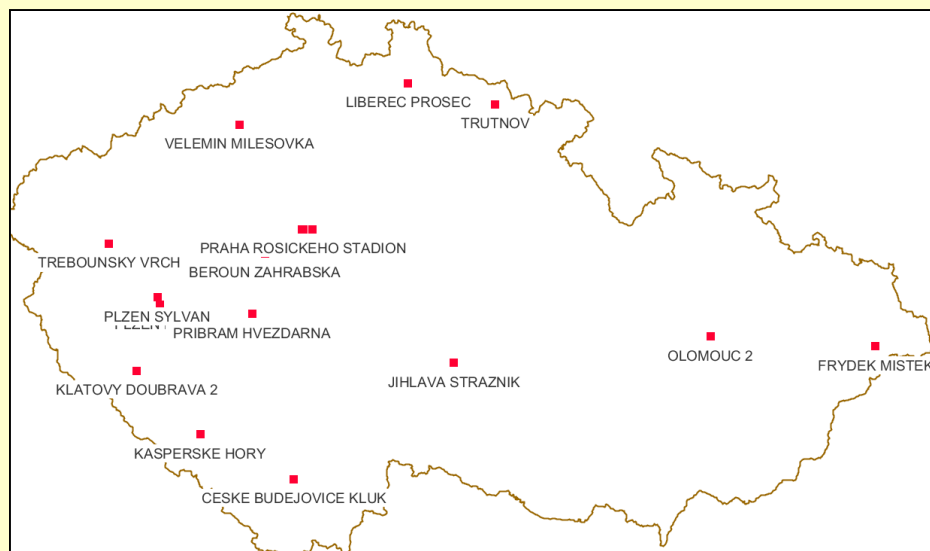 LIBEREC PROSEC
TRUTNOV
VELEMIN MILESOVKA
PRAHA ROSICKEHO STADION
TREBOUNSKY VRCH
BEROUN ZAHRABSKA
PLZEN SYLVAN
PLZEN
PRIBRAM HVEZDARNA
OLOMOUC 2
FRYDEK MISTEK
JIHLAVA STRAZNIK
KLATOVY DOUBRAVA 2
KASPERSKE HORY
CESKE BUDEJOVICE KLUK